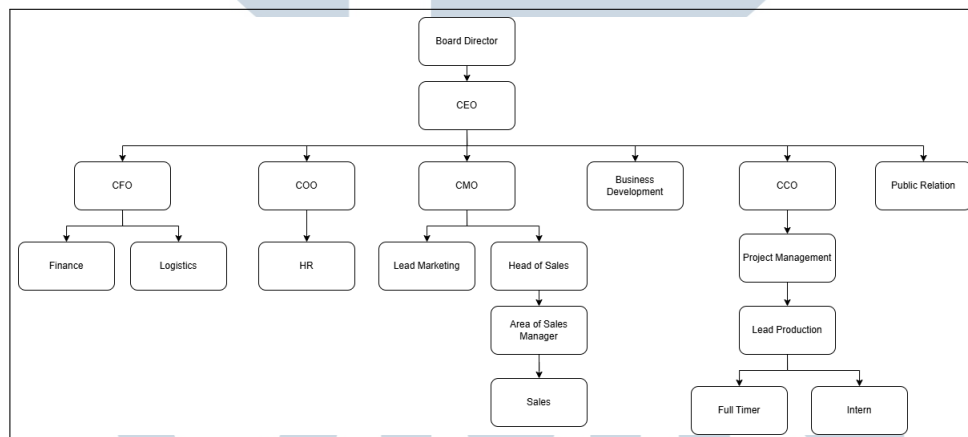 Board Director
CEO
CFO
COO
CMO
Business
Development
CCO
Public Relation
Finance
Logistics
HR
Lead Marketing
Head of Sales
Project Management
Area of Sales
Manager
Lead Production
Sales
Full Timer
Intern